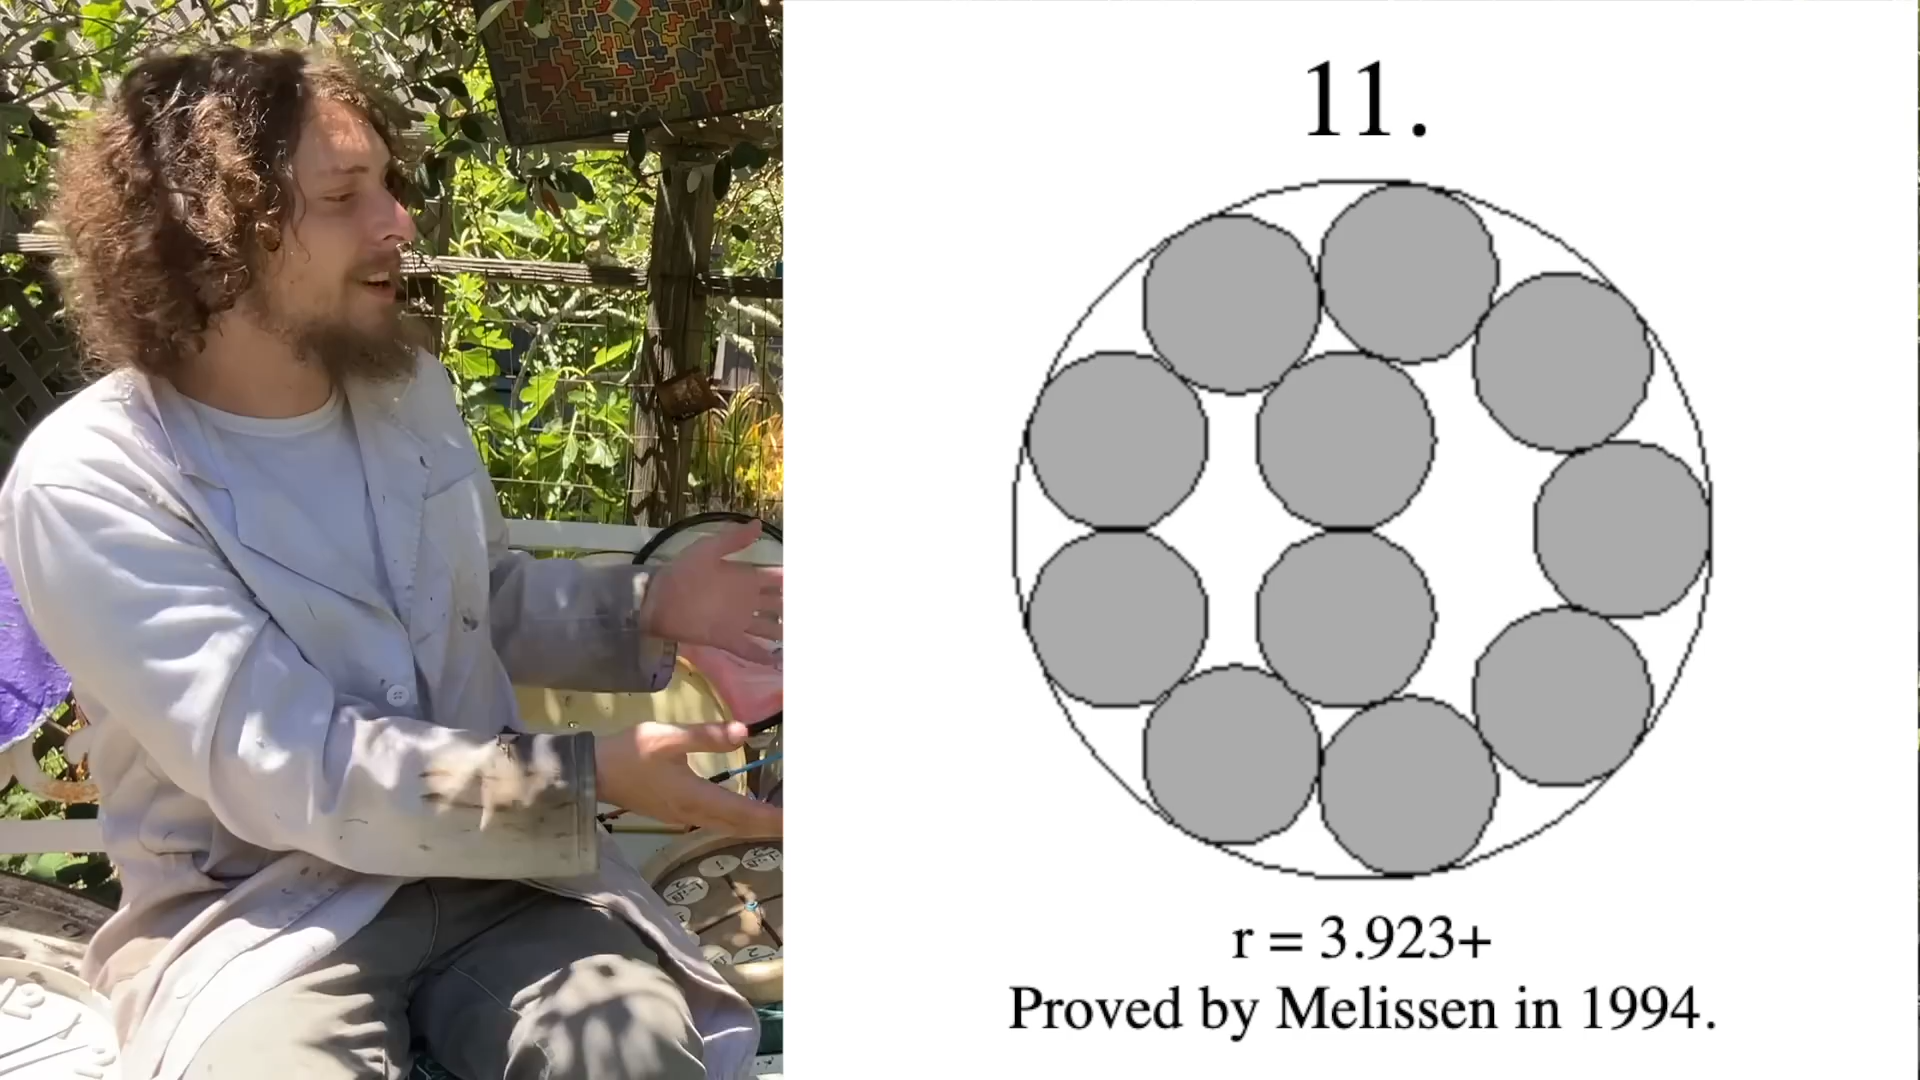 11.
r = 3.923+
Proved by Melissen in 1994.